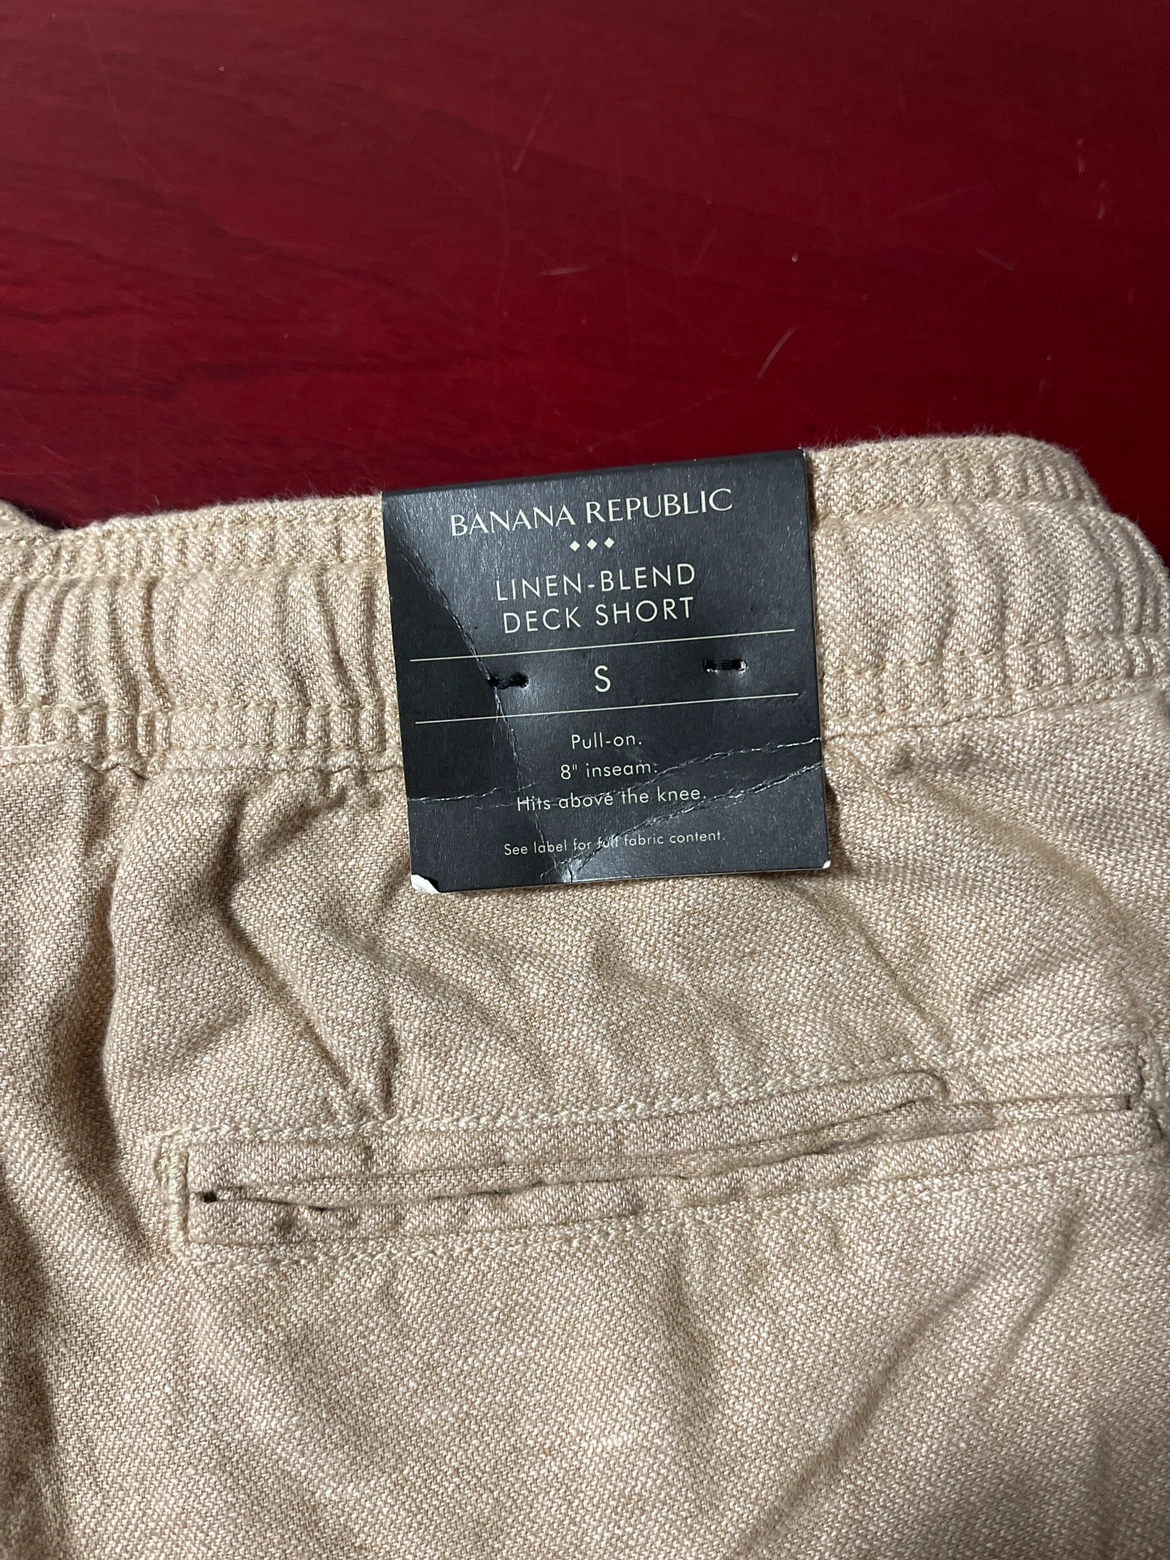 BANANA REPUBLIC
LINEN-BLEND
DECK SHORT
S
Pull-on.
8" inseam.
Hits above the knee.
See label for full fabric content.